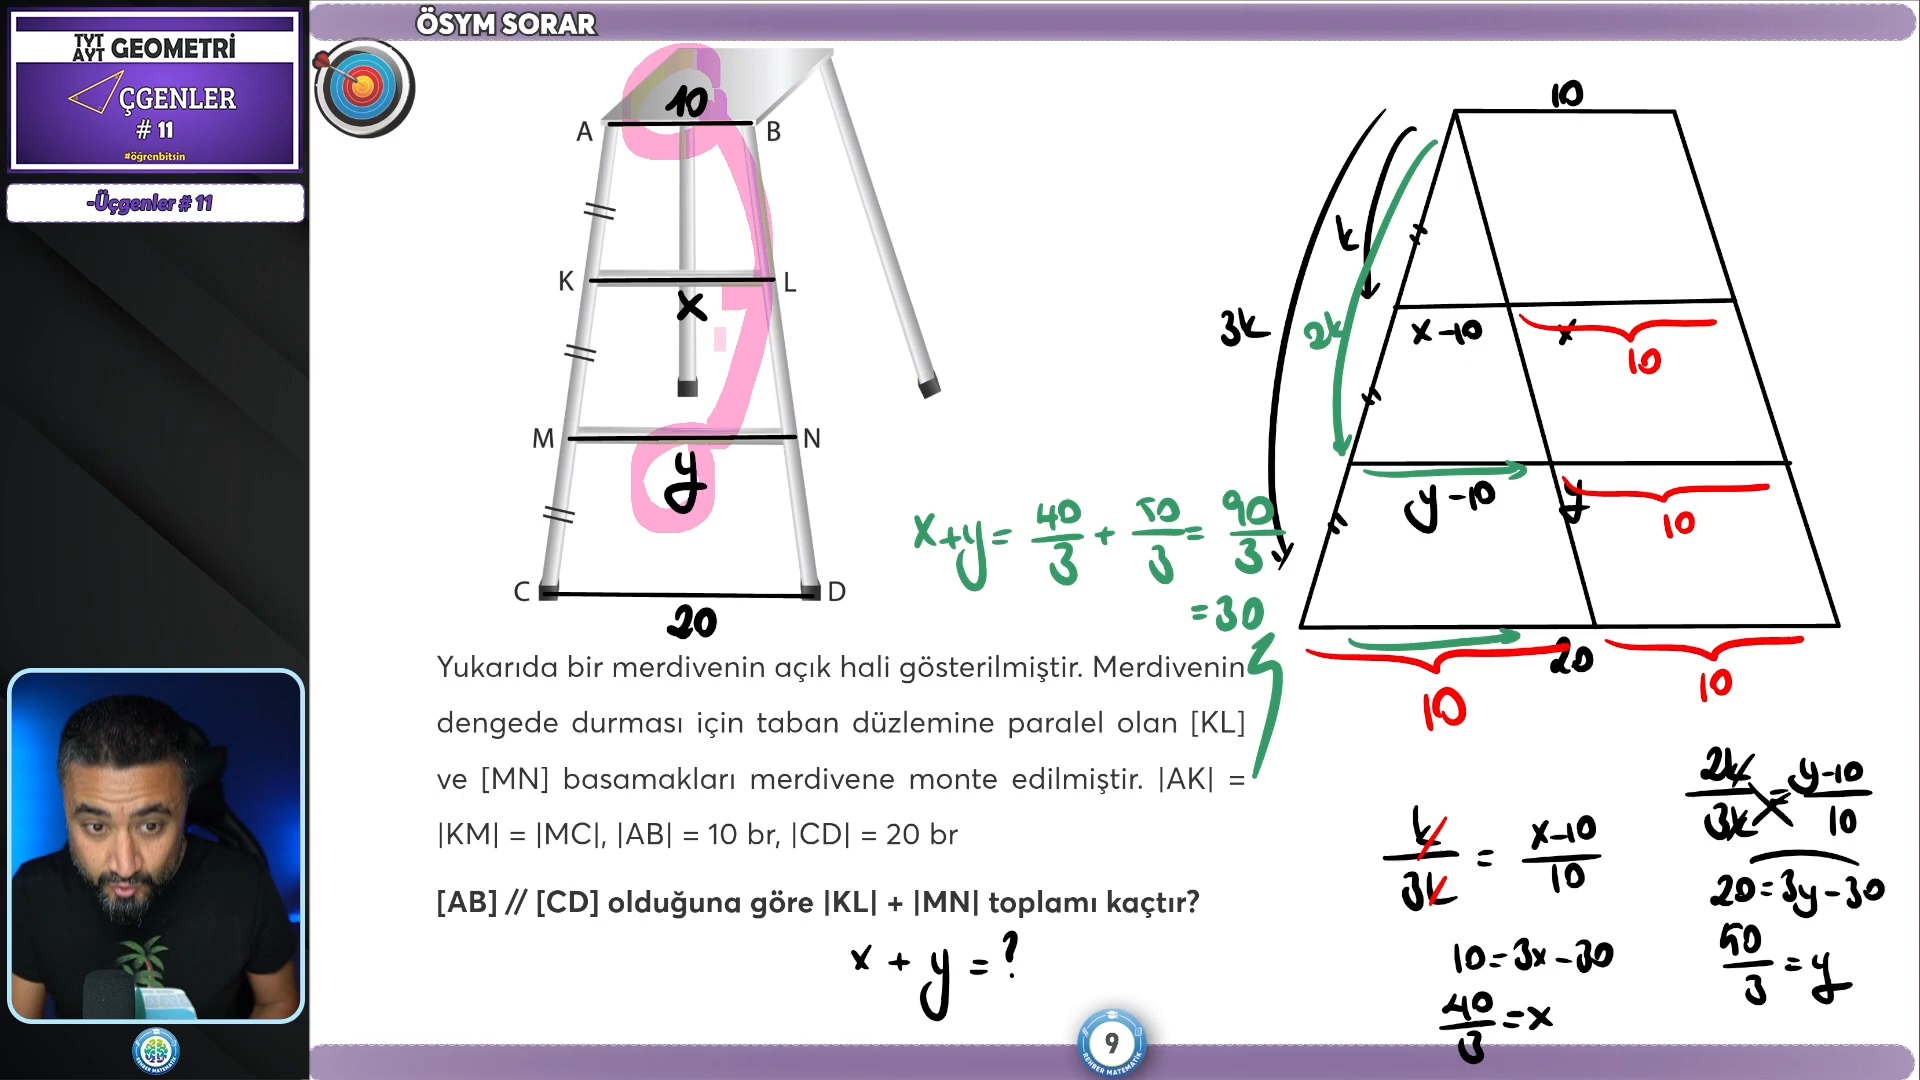 TYT
AYT GEOMETRİ
ÇGENLER
# 11
#öğrenbitsin
-Üçgenler # 11
ÖSYM SORAR
10
A
B
K
L
x
M
N
y
C
D
20
x+y = 40/3 + 50/3 = 90/3
= 30
Yukarıda bir merdivenin açık hali gösterilmiştir. Merdivenin
dengede durması için taban düzlemine paralel olan [KL]
ve [MN] basamakları merdivene monte edilmiştir. |AK| =
|KM| = |MC|, |AB| = 10 br, |CD| = 20 br
[AB] // [CD] olduğuna göre |KL| + |MN| toplamı kaçtır?
x + y = ?
10
k
3k
2k
x-10
x
10
y-10
y
10
20
10
10
k/3k = x-10/10
10=3x-30
40/3=x
2k/3k = y-10/10
20=3y-30
50/3=y
9
REHBER MATEMATİK
REHBER MATEMATİK